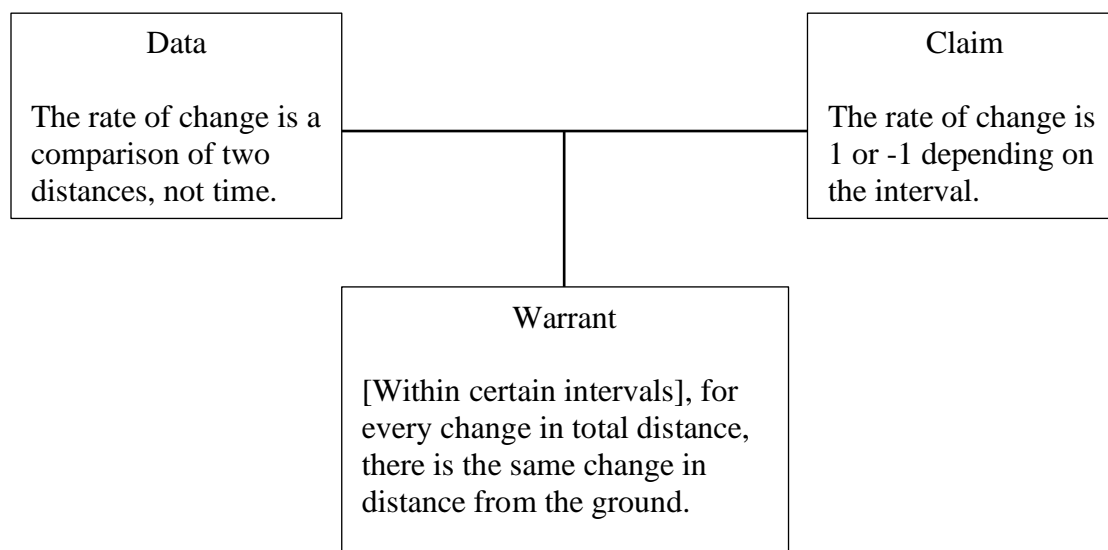 Data
The rate of change is a
comparison of two
distances, not time.
Claim
The rate of change is
1 or -1 depending on
the interval.
Warrant
[Within certain intervals], for
every change in total distance,
there is the same change in
distance from the ground.